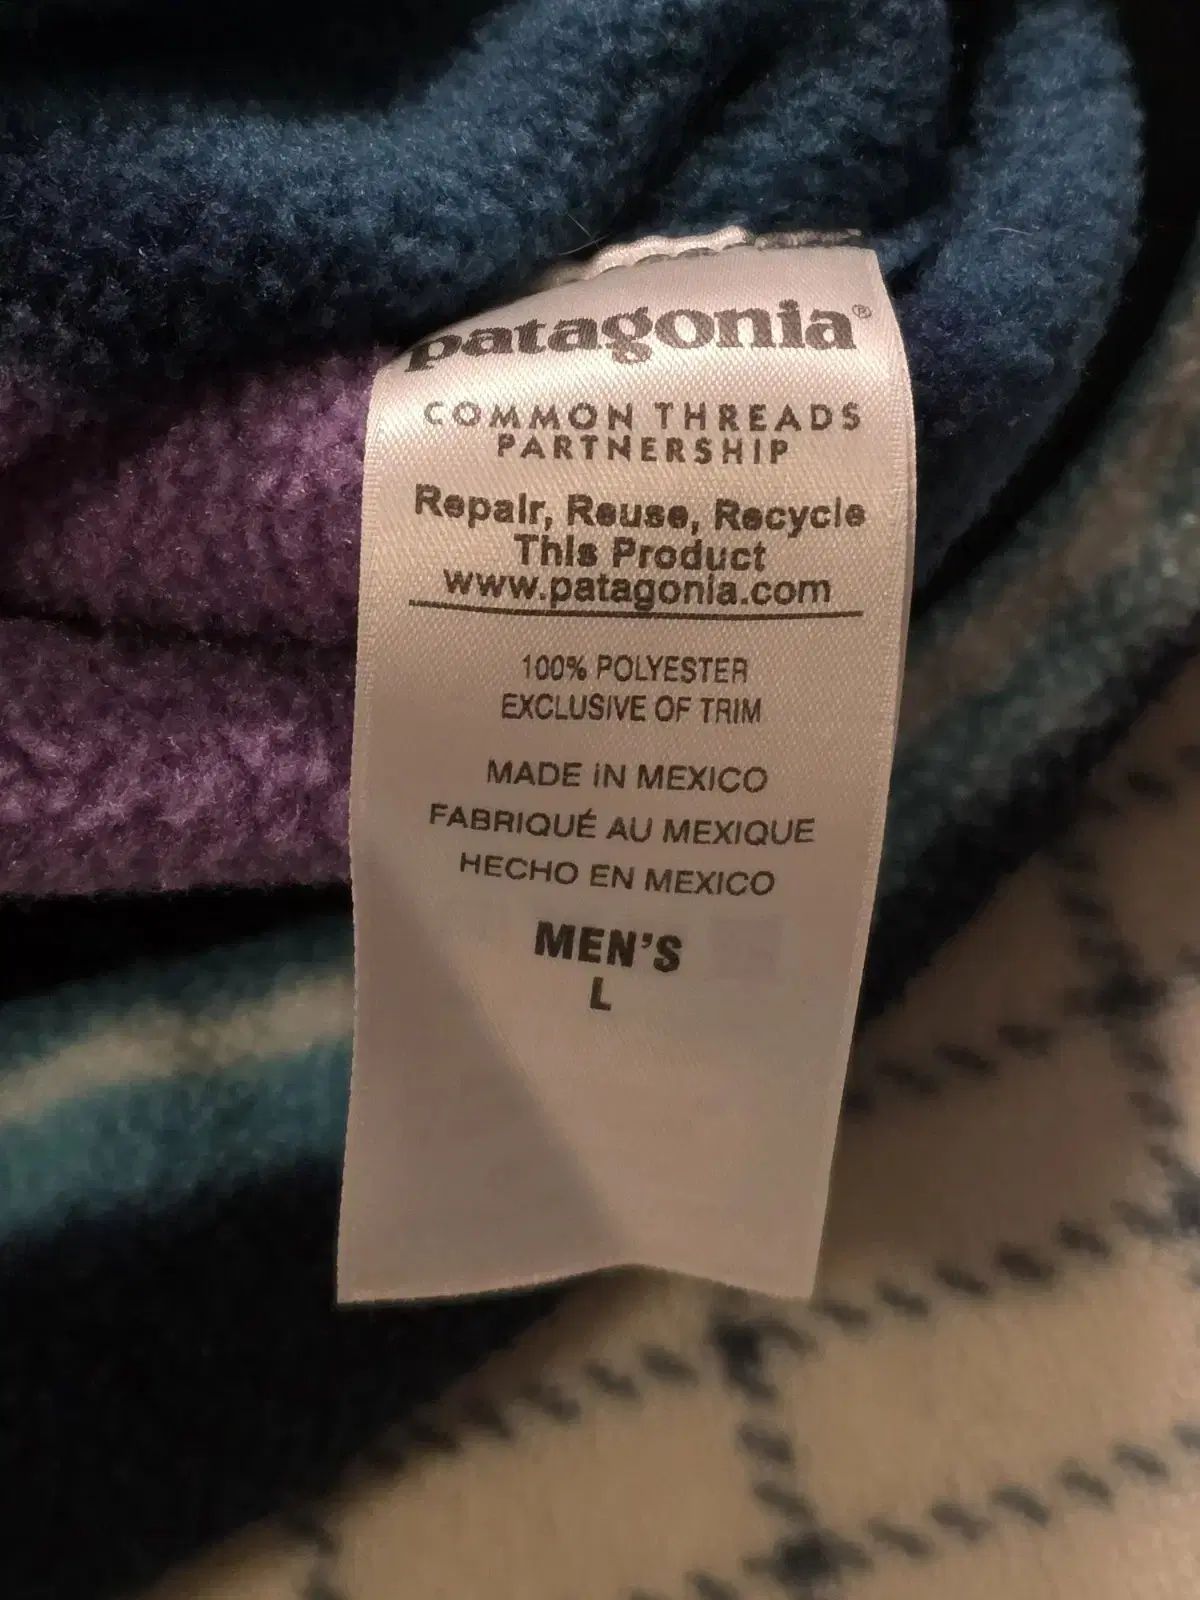 patagonia®
COMMON THREADS
PARTNERSHIP
Repair, Reuse, Recycle
This Product
www.patagonia.com
100% POLYESTER
EXCLUSIVE OF TRIM
MADE IN MEXICO
FABRIQUÉ AU MEXIQUE
HECHO EN MEXICO
MEN'S
L